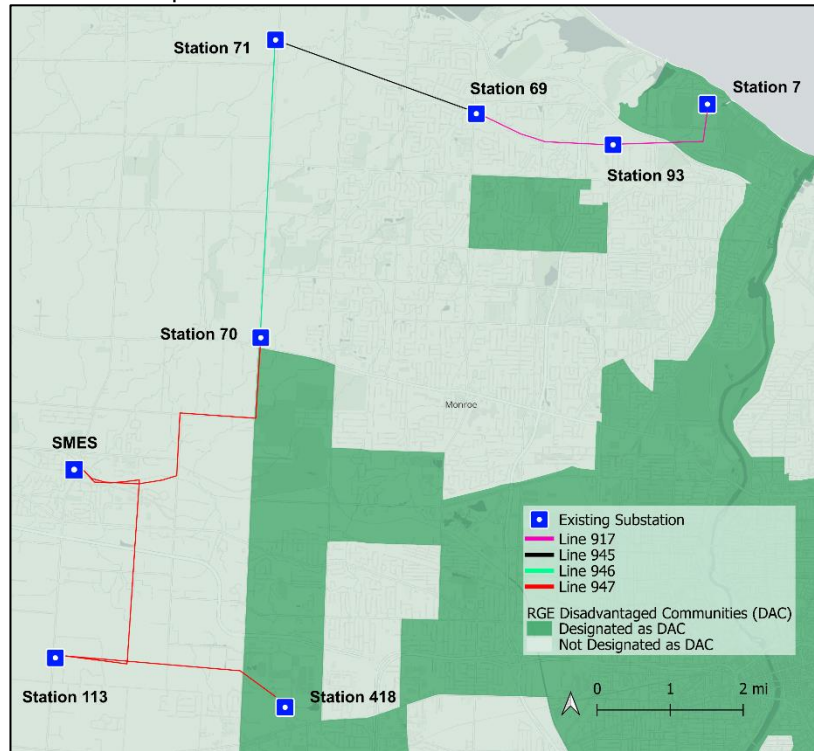 Station 71
Station 69
Station 7
Station 93
Station 70
Monroe
SMES
Existing Substation
Line 917
Line 945
Line 946
Line 947
RGE Disadvantaged Communities (DAC)
Designated as DAC
Not Designated as DAC
0 1 2 mi
Station 113
Station 418